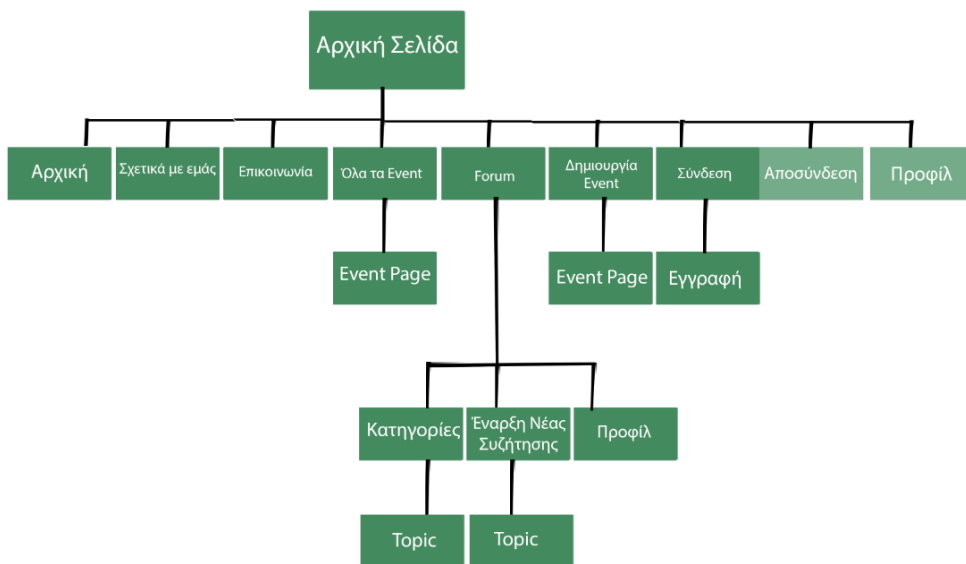 Αρχική Σελίδα
Αρχική
Σχετικά με εμάς
Επικοινωνία
Όλα τα Event
Forum
Δημιουργία
Event
Σύνδεση
Αποσύνδεση
Προφίλ
Event Page
Event Page
Εγγραφή
Κατηγορίες
Έναρξη Νέας
Συζήτησης
Προφίλ
Topic
Topic